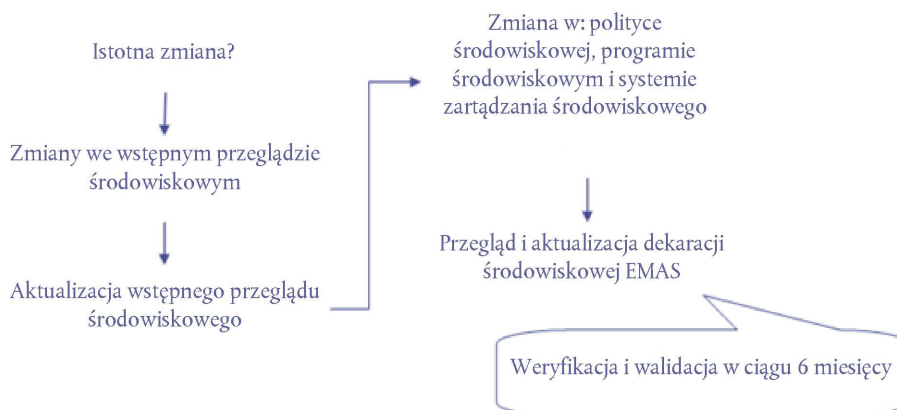 Istotna zmiana?
Zmiany we wstępnym przeglądzie
środowiskowym
Aktualizacja wstępnego przeglądu
środowiskowego
Zmiana w: polityce
środowiskowej, programie
środowiskowym i systemie
zartądzania środowiskowego
Przegląd i aktualizacja dekaracji
środowiskowej EMAS
Weryfikacja i walidacja w ciągu 6 miesięcy